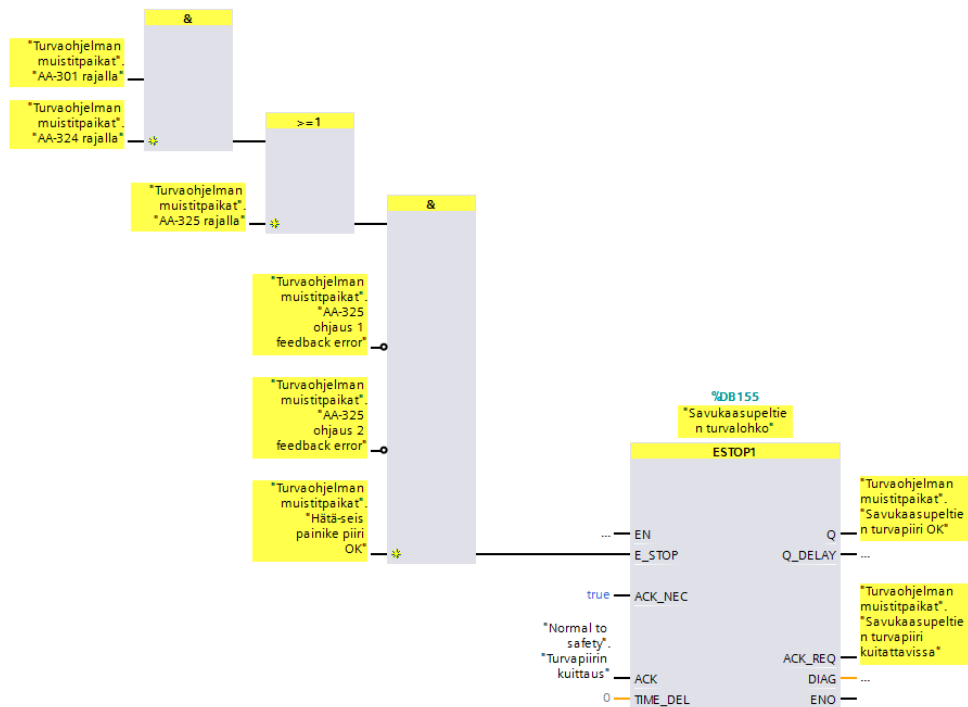 &
"Turvaohjelman
muistitpaikat".
"AA-301 rajalla"
"Turvaohjelman
muistitpaikat".
"AA-324 rajalla"
>=1
"Turvaohjelman
muistitpaikat".
"AA-325 rajalla"
&
"Turvaohjelman
muistitpaikat".
"AA-325
ohjaus 1
feedback error"
"Turvaohjelman
muistitpaikat".
"AA-325
ohjaus 2
feedback error"
"Turvaohjelman
muistitpaikat".
"Hätä-seis
painike piiri
OK"
%DB155
"Savukaasupeltie
n turvalohko"
ESTOP1
... EN
E_STOP
true ACK_NEC
"Normal to
safety".
"Turvapiirin
kuittaus" ACK
0 TIME_DEL
Q
"Turvaohjelman
muistitpaikat".
"Savukaasupeltie
n turvapiiri OK"
Q_DELAY ...
ACK_REQ
"Turvaohjelman
muistitpaikat".
"Savukaasupeltie
n turvapiiri
kuitattavissa"
DIAG ...
ENO